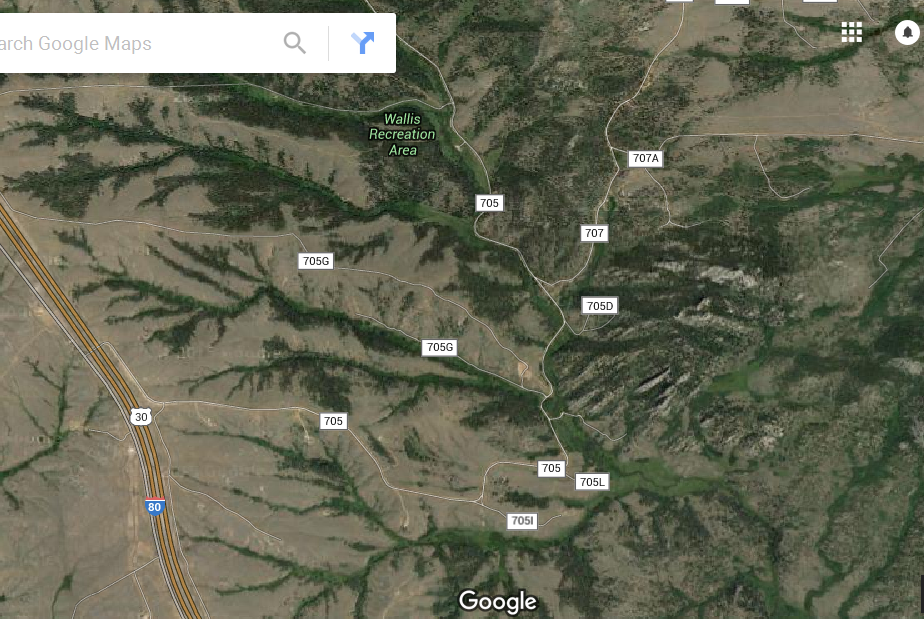 arch Google Maps
Wallis
Recreation
Area
707A
705
707
705G
705D
705G
30
705
705
705L
80
705I
Google